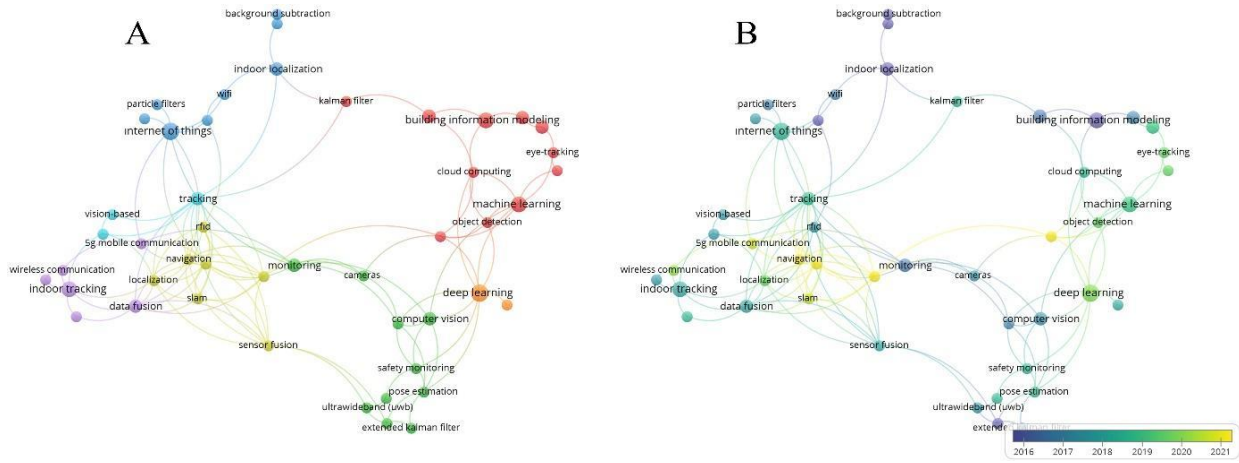 A
background subtraction
indoor localization
wifi
particle filters
internet of things
kalman filter
building information modeling
eye-tracking
cloud computing
machine learning
object detection
tracking
vision-based
rfid
5g mobile communication
navigation
wireless communication
indoor tracking
localization
monitoring
cameras
slam
data fusion
deep learning
computer vision
sensor fusion
safety monitoring
pose estimation
ultrawideband (uwb)
extended kalman filter
B
background subtraction
indoor localization
wifi
particle filters
internet of things
kalman filter
building information modeling
eye-tracking
cloud computing
machine learning
object detection
tracking
vision-based
rfid
5g mobile communication
navigation
wireless communication
indoor tracking
localization
monitoring
cameras
slam
data fusion
deep learning
computer vision
sensor fusion
safety monitoring
pose estimation
ultrawideband (uwb)
extended kalman filter
2016 2017 2018 2019 2020 2021